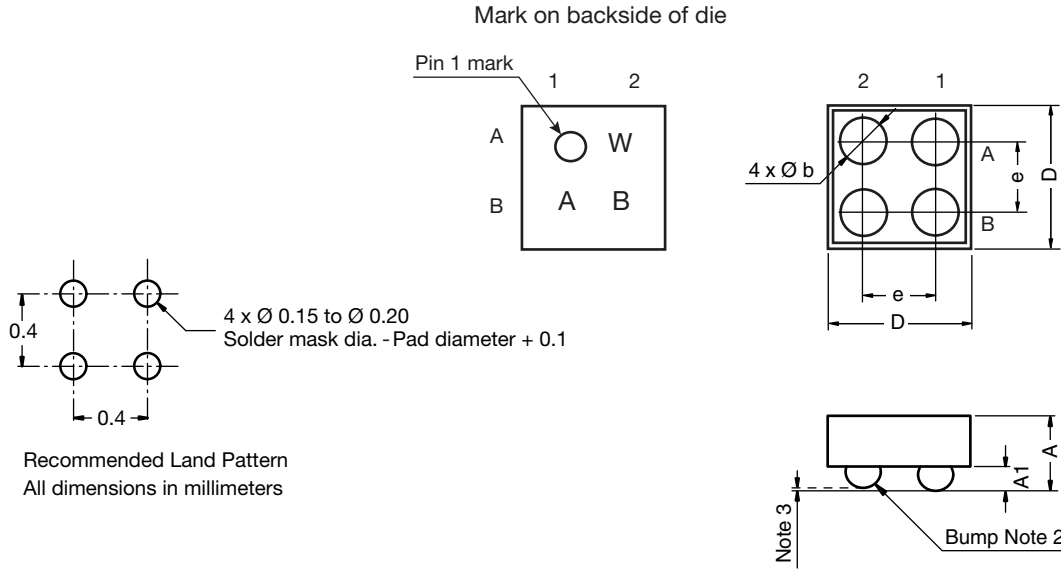 Mark on backside of die
Pin 1 mark
1 2
A W
B A B
2 1
4 x Ø b
A
B
e
D
e
D
0.4
4 x Ø 0.15 to Ø 0.20
Solder mask dia. - Pad diameter + 0.1
0.4
Recommended Land Pattern
All dimensions in millimeters
A
A1
Note 3
Bump Note 2